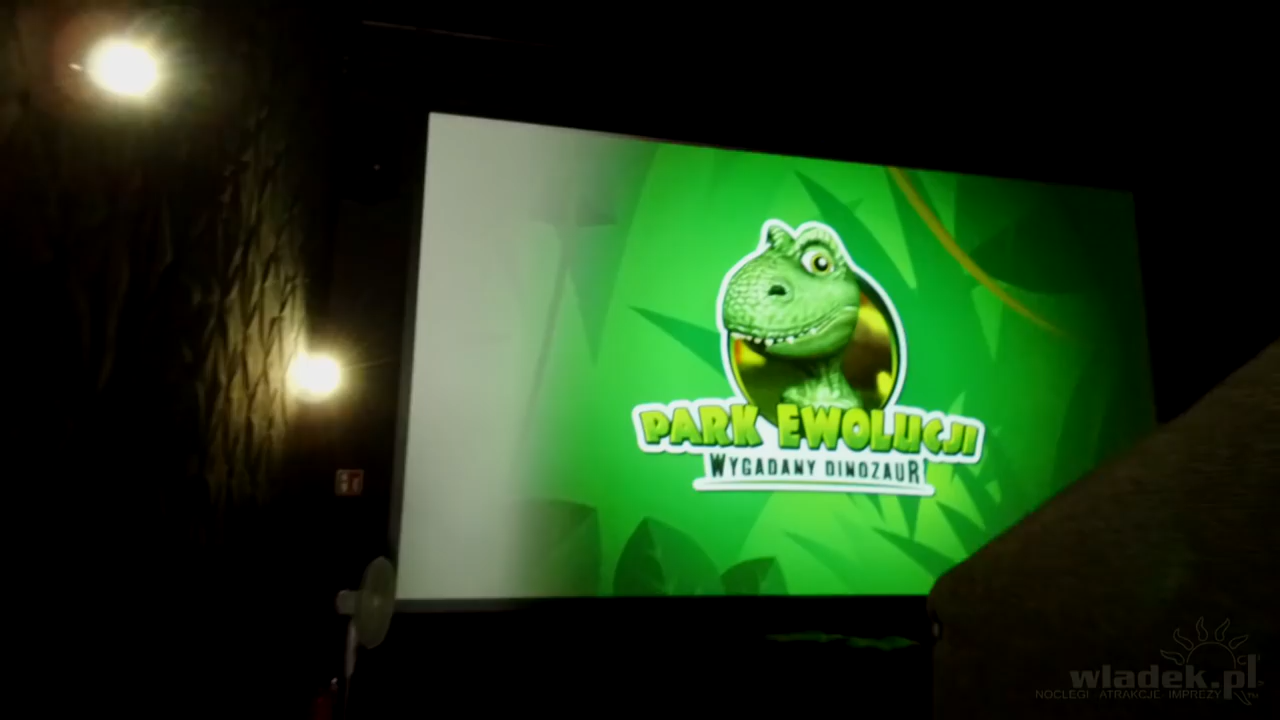 PARK EWOLUCJI
WYGADANY DINOZAUR
wladek.pl
NOCLEGI - ATRAKCJE - IMPREZY